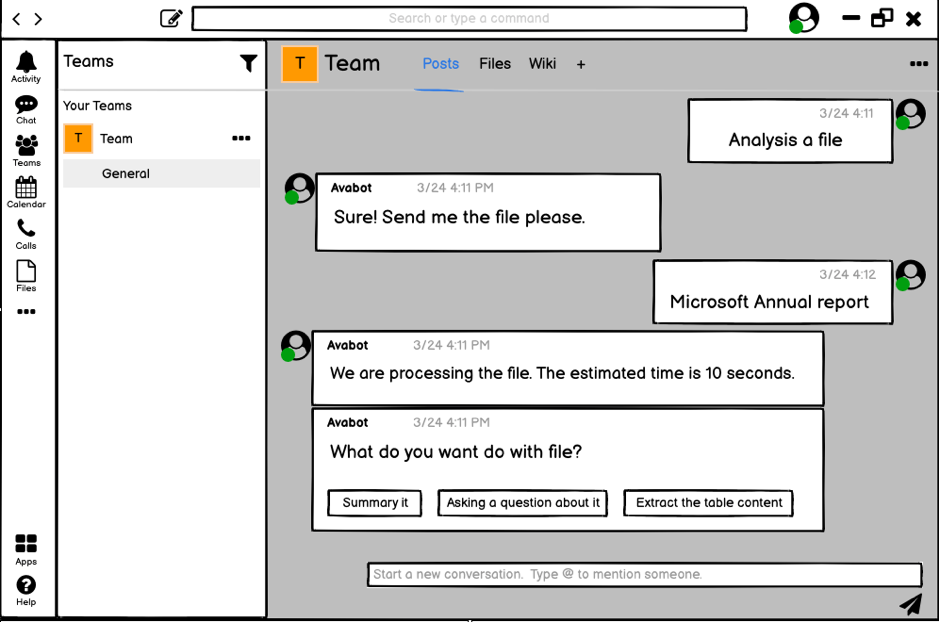 Search or type a command
Activity
Chat
Teams
Calendar
Calls
Files
Apps
Help
Teams
Your Teams
T Team
General
T Team Posts Files Wiki +
3/24 4:11
Analysis a file
Avabot 3/24 4:11 PM
Sure! Send me the file please.
3/24 4:12
Microsoft Annual report
Avabot 3/24 4:11 PM
We are processing the file. The estimated time is 10 seconds.
Avabot 3/24 4:11 PM
What do you want do with file?
Summary it Asking a question about it Extract the table content
Start a new conversation. Type @ to mention someone.